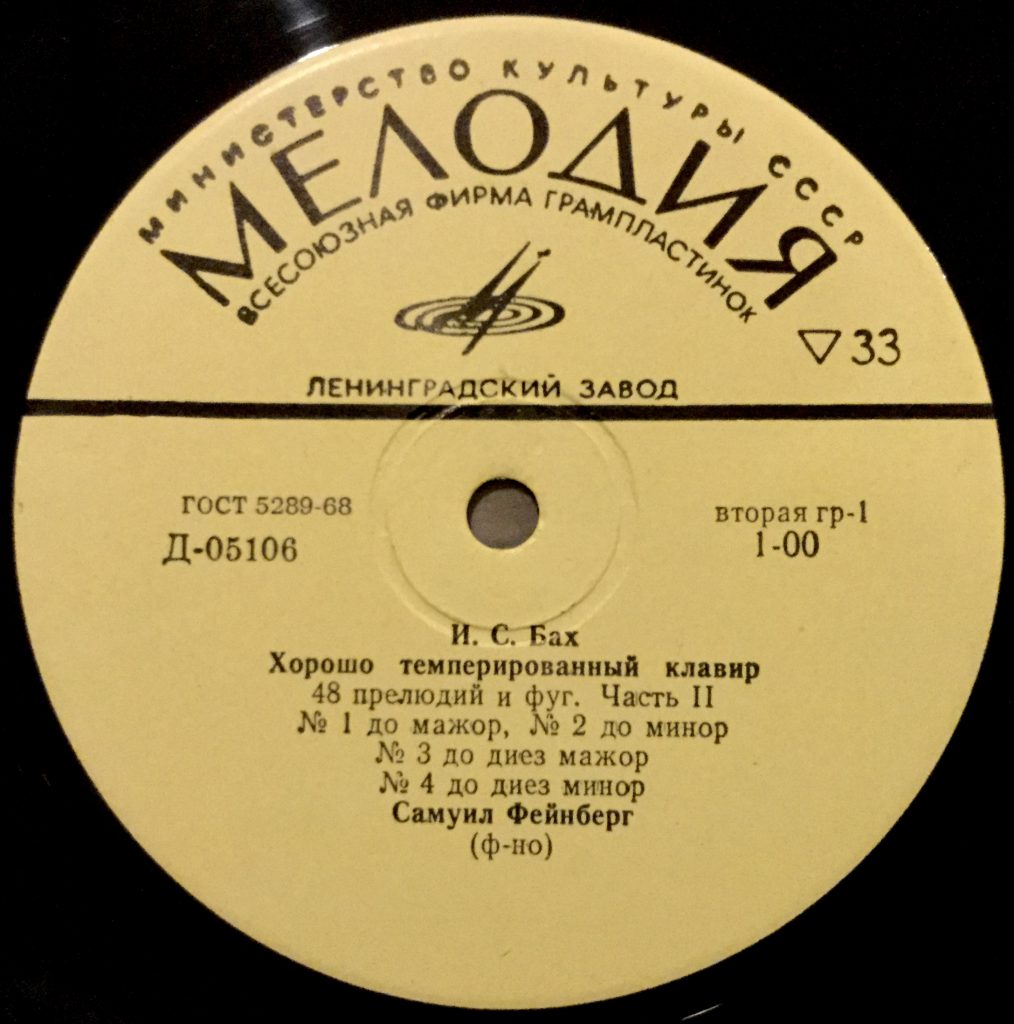 МИНИСТЕРСТВО КУЛЬТУРЫ СССР
МЕЛОДИЯ
ВСЕСОЮЗНАЯ ФИРМА ГРАМПЛАСТИНОК
▽ 33
ЛЕНИНГРАДСКИЙ ЗАВОД
ГОСТ 5289-68
вторая гр-1
Д-05106
1-00
И. С. Бах
Хорошо темперированный клавир
48 прелюдий и фуг. Часть II
№ 1 до мажор, № 2 до минор
№ 3 до диез мажор
№ 4 до диез минор
Самуил Фейнберг
(ф-но)